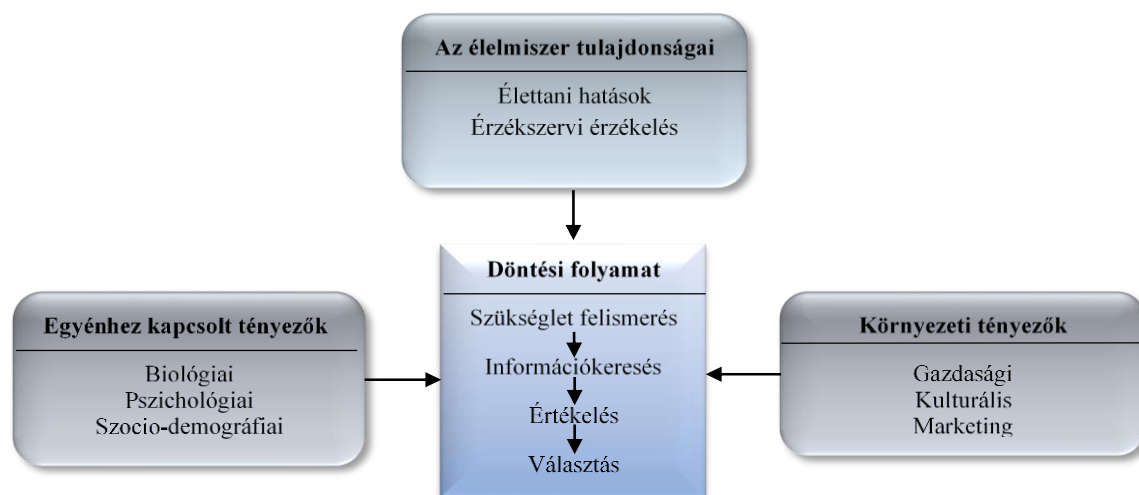 Az élelmiszer tulajdonságai
Élettani hatások
Érzékszervi érzékelés
Döntési folyamat
Szükséglet felismerés
Információkeresés
Értékelés
Választás
Egyénhez kapcsolt tényezők
Biológiai
Pszichológiai
Szocio-demográfiai
Környezeti tényezők
Gazdasági
Kulturális
Marketing